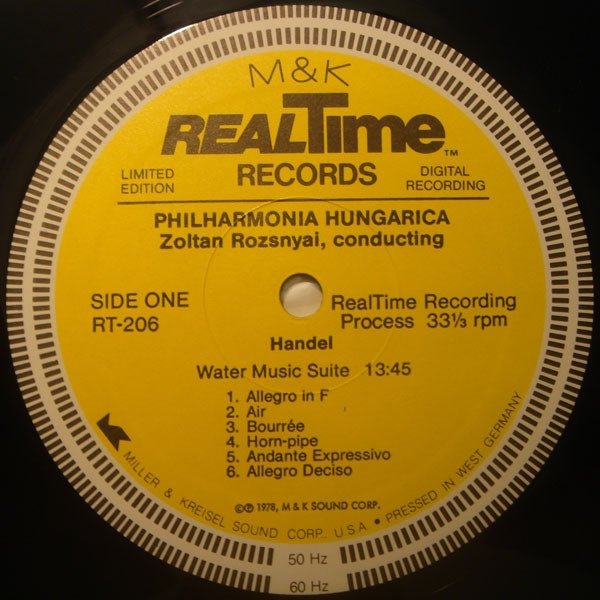 M&K
REALTime™
RECORDS
LIMITED
EDITION
DIGITAL
RECORDING
PHILHARMONIA HUNGARICA
Zoltan Rozsnyai, conducting
SIDE ONE
RT-206
RealTime Recording
Process 33⅓ rpm
Handel
Water Music Suite 13:45
1. Allegro in F
2. Air
3. Bourrée
4. Horn-pipe
5. Andante Expressivo
6. Allegro Deciso
©℗ 1978, M & K SOUND CORP.
MILLER & KREISEL SOUND CORP., U.S.A • PRESSED IN WEST GERMANY
50 Hz
60 Hz